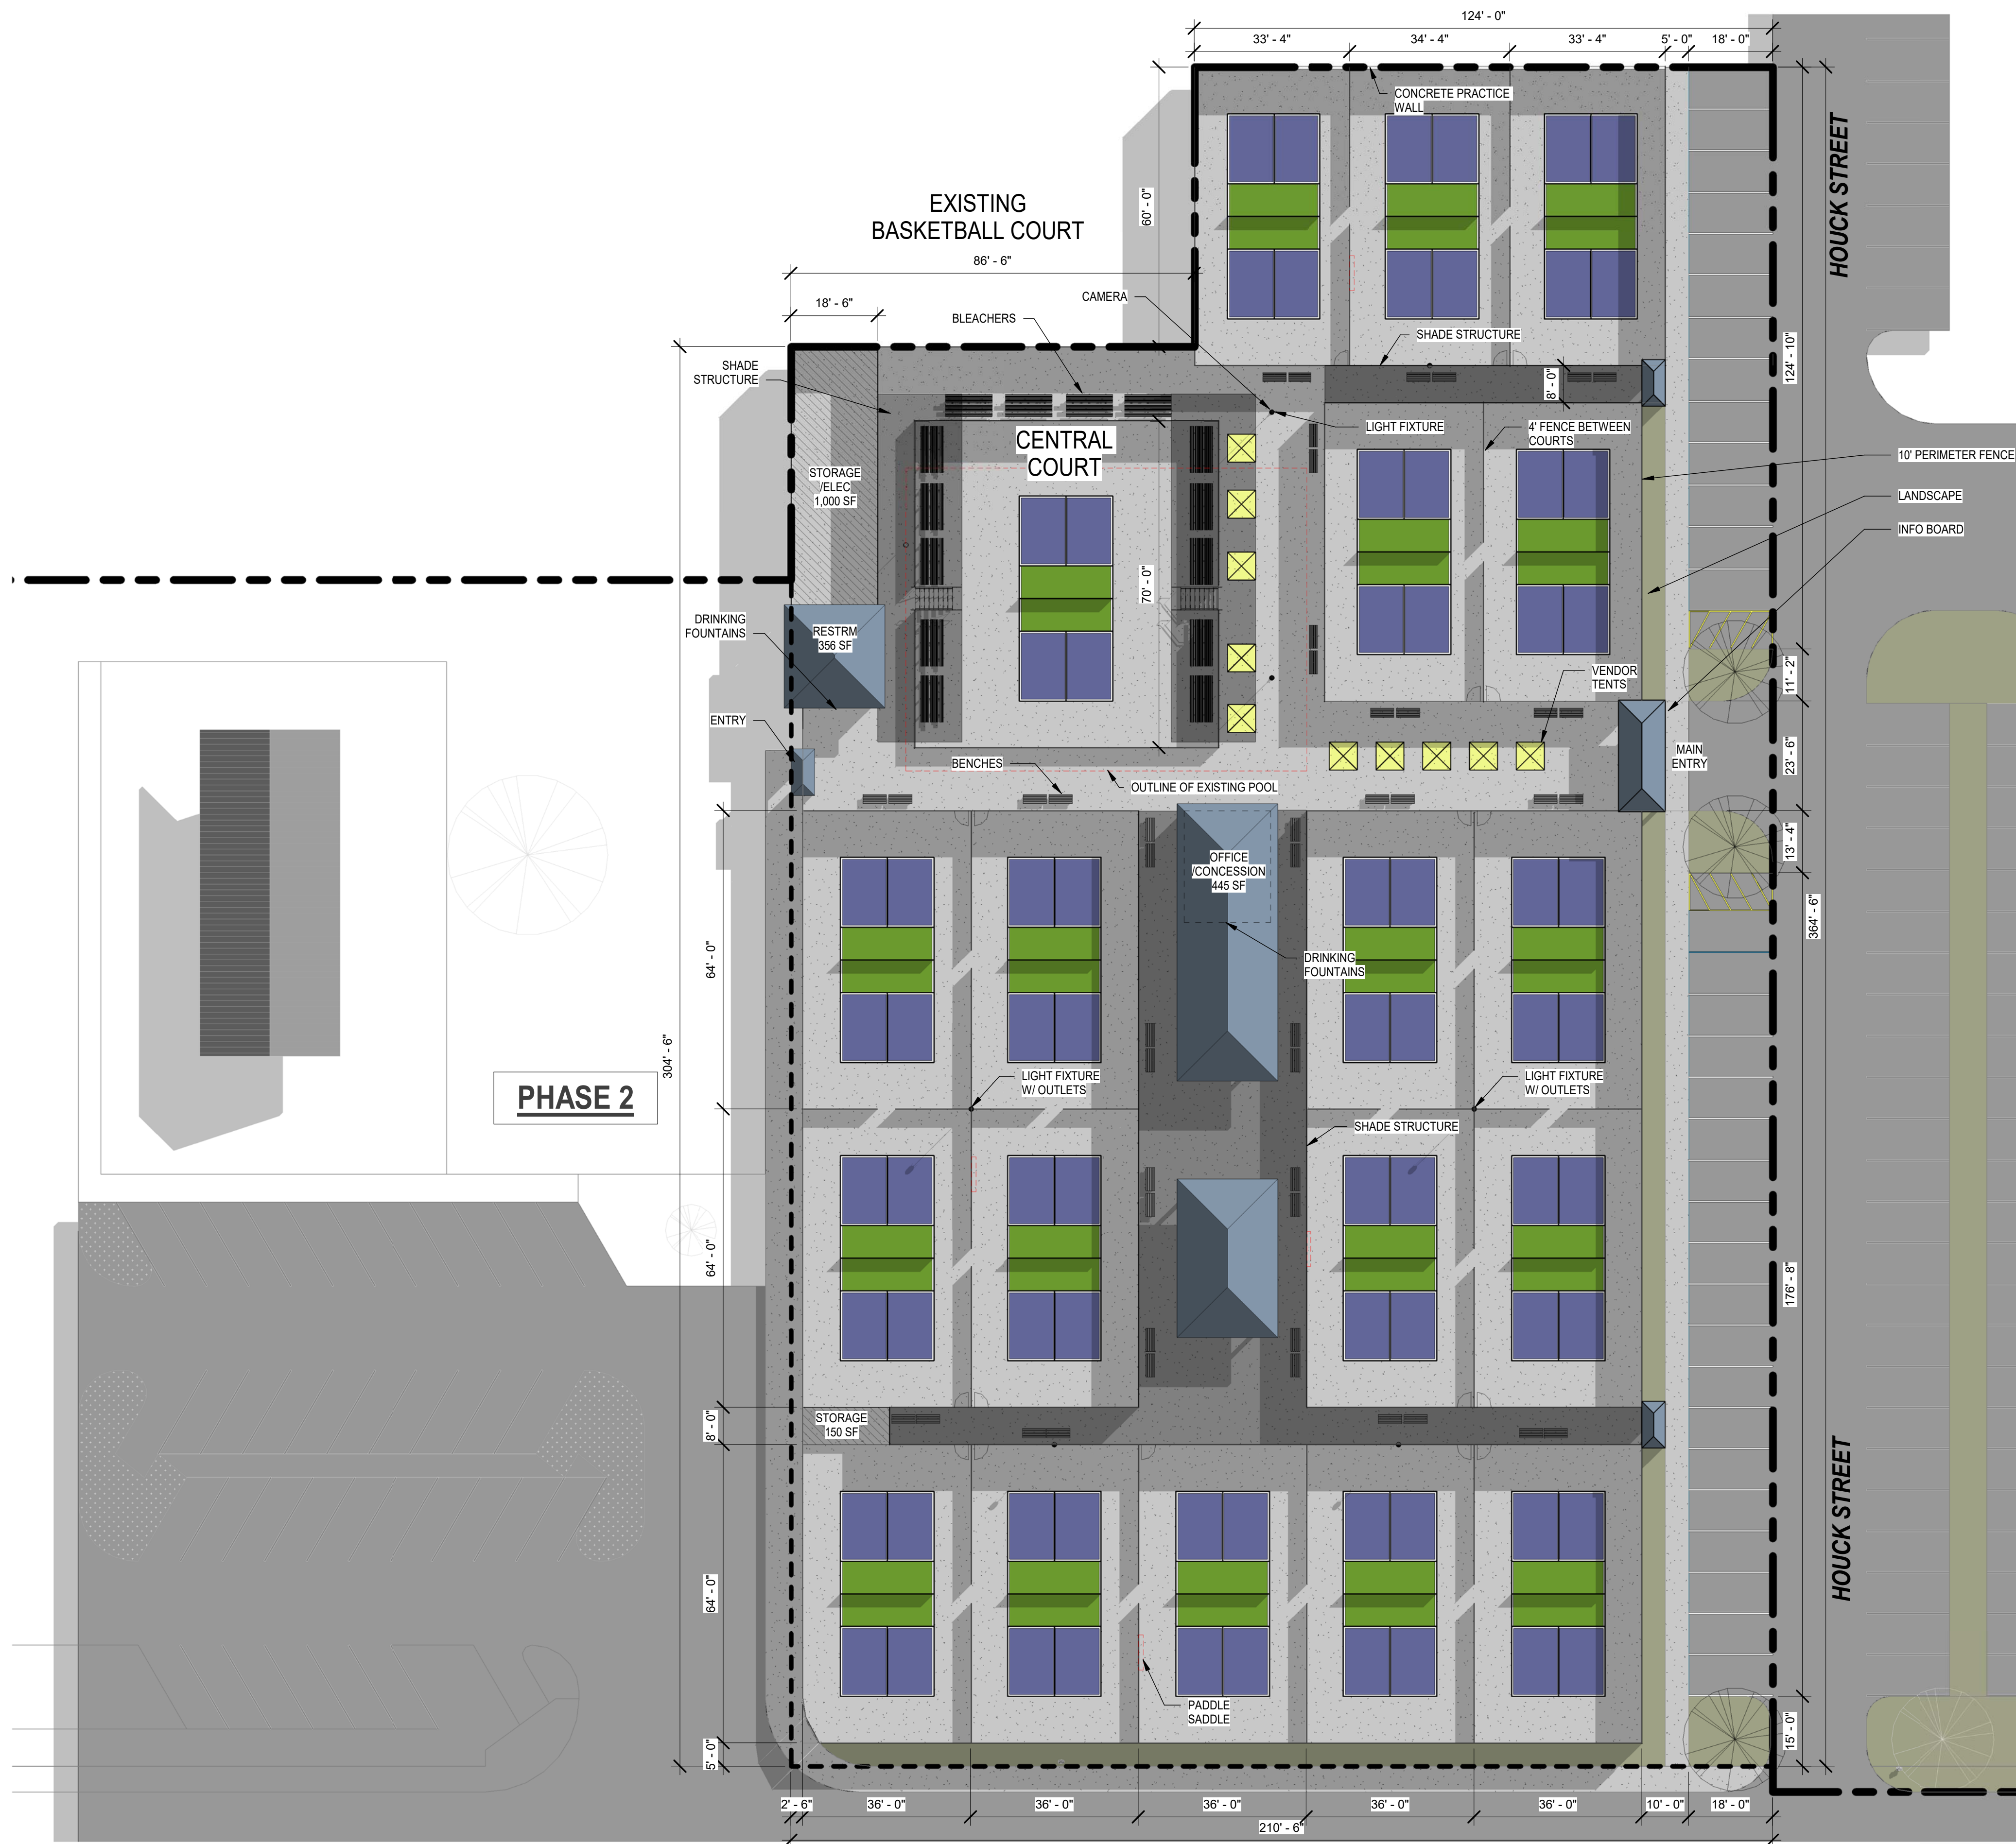 124' - 0"
33' - 4"
34' - 4"
33' - 4"
5' - 0"
18' - 0"
CONCRETE PRACTICE
WALL
HOUCK STREET
60' - 0"
EXISTING
BASKETBALL COURT
86' - 6"
18' - 6"
CAMERA
BLEACHERS
SHADE STRUCTURE
124' - 10"
SHADE
STRUCTURE
8' - 0"
LIGHT FIXTURE
4' FENCE BETWEEN
COURTS
CENTRAL
COURT
10' PERIMETER FENCE
STORAGE
/ELEC
1,000 SF
LANDSCAPE
INFO BOARD
70' - 0"
DRINKING
FOUNTAINS
RESTRM
356 SF
VENDOR
TENTS
11' - 2"
ENTRY
MAIN
ENTRY
23' - 6"
BENCHES
OUTLINE OF EXISTING POOL
13' - 4"
OFFICE
/CONCESSION
445 SF
364' - 6"
64' - 0"
DRINKING
FOUNTAINS
304' - 6"
PHASE 2
LIGHT FIXTURE
W/ OUTLETS
LIGHT FIXTURE
W/ OUTLETS
SHADE STRUCTURE
64' - 0"
176' - 8"
8' - 0"
STORAGE
150 SF
HOUCK STREET
64' - 0"
PADDLE
SADDLE
15' - 0"
5' - 0"
2' - 6"
36' - 0"
36' - 0"
36' - 0"
36' - 0"
36' - 0"
10' - 0"
18' - 0"
210' - 6"